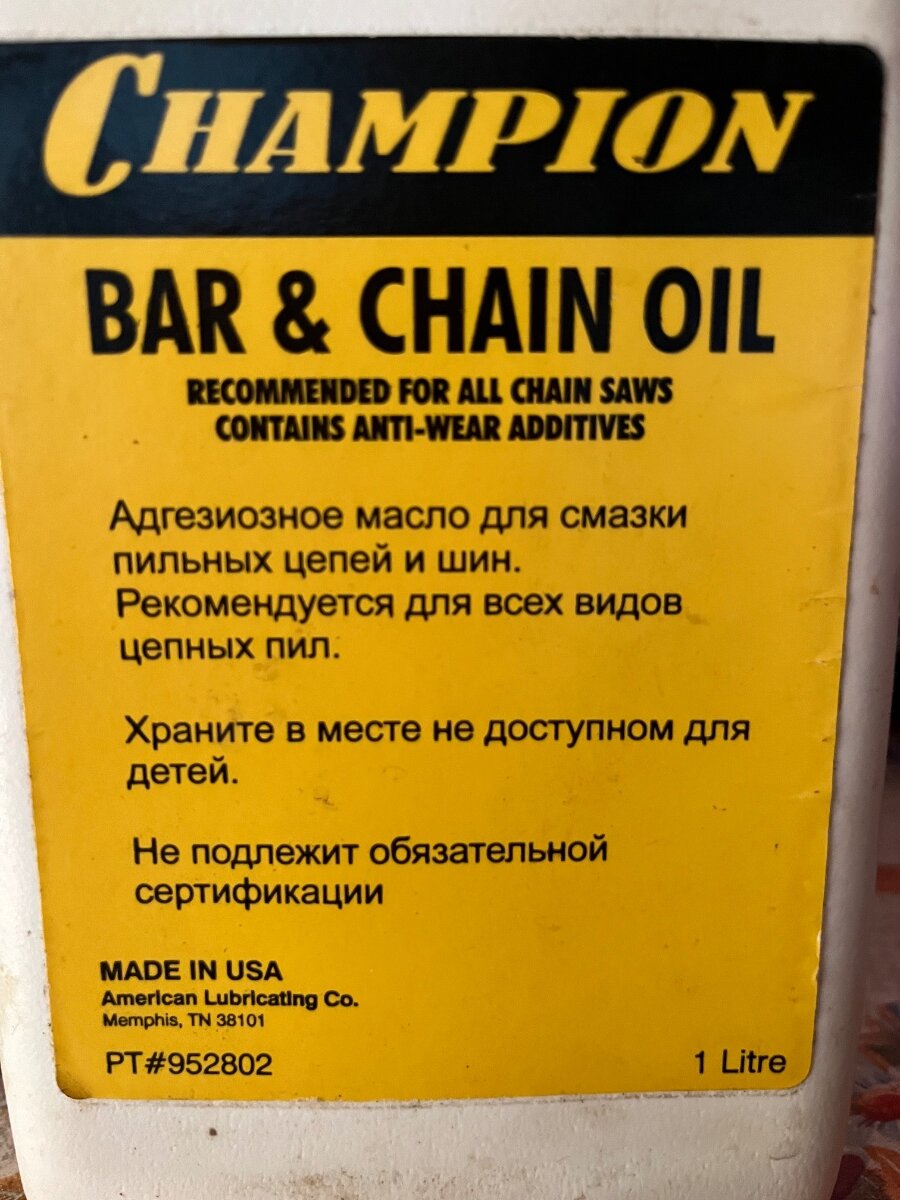 CHAMPION
BAR & CHAIN OIL
RECOMMENDED FOR ALL CHAIN SAWS
CONTAINS ANTI-WEAR ADDITIVES
Адгезиозное масло для смазки
пильных цепей и шин.
Рекомендуется для всех видов
цепных пил.
Храните в месте не доступном для
детей.
Не подлежит обязательной
сертификации
MADE IN USA
American Lubricating Co.
Memphis, TN 38101
PT#952802 1 Litre